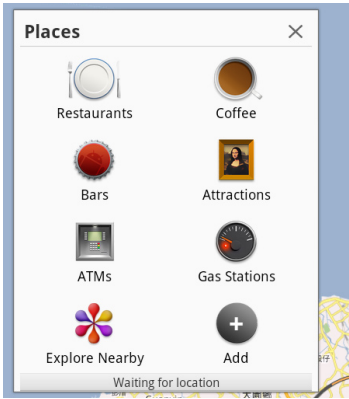 Places
Restaurants
Coffee
Bars
Attractions
ATMs
Gas Stations
Explore Nearby
Add
Waiting for location